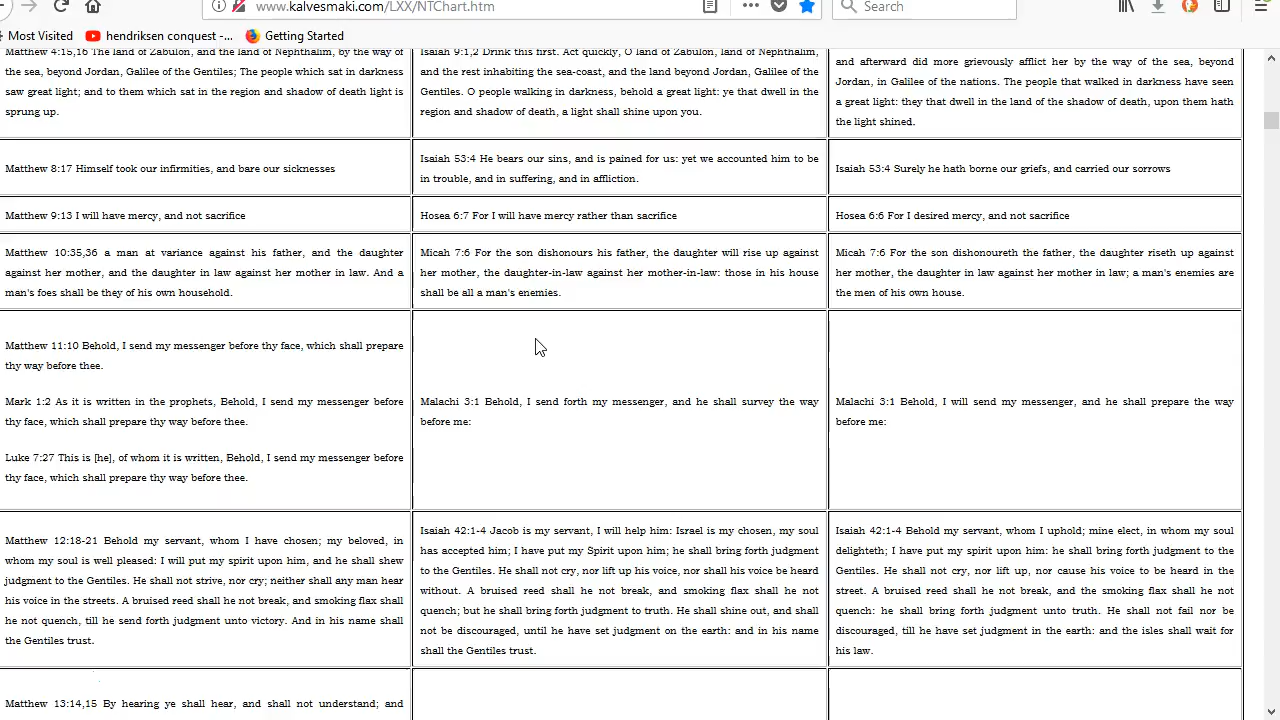 www.kalvesmaki.com/LXX/NTChart.htm
Search
Most Visited
hendriksen conquest -...
Getting Started
Matthew 4:15,16 The land of Zabulon, and the land of Nephthalim, by the way of
the sea, beyond Jordan, Galilee of the Gentiles; The people which sat in darkness
saw great light; and to them which sat in the region and shadow of death light is
sprung up.
Isaiah 9:1,2 Drink this first. Act quickly, O land of Zabulon, land of Nephthalim,
and the rest inhabiting the sea-coast, and the land beyond Jordan, Galilee of the
Gentiles. O people walking in darkness, behold a great light: ye that dwell in the
region and shadow of death, a light shall shine upon you.
and afterward did more grievously afflict her by the way of the sea, beyond
Jordan, in Galilee of the nations. The people that walked in darkness have seen
a great light: they that dwell in the land of the shadow of death, upon them hath
the light shined.
Matthew 8:17 Himself took our infirmities, and bare our sicknesses
Isaiah 53:4 He bears our sins, and is pained for us: yet we accounted him to be
in trouble, and in suffering, and in affliction.
Isaiah 53:4 Surely he hath borne our griefs, and carried our sorrows
Matthew 9:13 I will have mercy, and not sacrifice
Hosea 6:7 For I will have mercy rather than sacrifice
Hosea 6:6 For I desired mercy, and not sacrifice
Matthew 10:35,36 a man at variance against his father, and the daughter
against her mother, and the daughter in law against her mother in law. And a
man's foes shall be they of his own household.
Micah 7:6 For the son dishonours his father, the daughter will rise up against
her mother, the daughter-in-law against her mother-in-law: those in his house
shall be all a man's enemies.
Micah 7:6 For the son dishonoureth the father, the daughter riseth up against
her mother, the daughter in law against her mother in law; a man's enemies are
the men of his own house.
Matthew 11:10 Behold, I send my messenger before thy face, which shall prepare
thy way before thee.
Mark 1:2 As it is written in the prophets, Behold, I send my messenger before
thy face, which shall prepare thy way before thee.
Luke 7:27 This is [he], of whom it is written, Behold, I send my messenger before
thy face, which shall prepare thy way before thee.
Malachi 3:1 Behold, I send forth my messenger, and he shall survey the way
before me:
Malachi 3:1 Behold, I will send my messenger, and he shall prepare the way
before me:
Matthew 12:18-21 Behold my servant, whom I have chosen; my beloved, in
whom my soul is well pleased: I will put my spirit upon him, and he shall shew
judgment to the Gentiles. He shall not strive, nor cry; neither shall any man hear
his voice in the streets. A bruised reed shall he not break, and smoking flax shall
he not quench, till he send forth judgment unto victory. And in his name shall
the Gentiles trust.
Isaiah 42:1-4 Jacob is my servant, I will help him: Israel is my chosen, my soul
has accepted him; I have put my Spirit upon him; he shall bring forth judgment
to the Gentiles. He shall not cry, nor lift up his voice, nor shall his voice be heard
without. A bruised reed shall he not break, and smoking flax shall he not
quench; but he shall bring forth judgment to truth. He shall shine out, and shall
not be discouraged, until he have set judgment on the earth: and in his name
shall the Gentiles trust.
Isaiah 42:1-4 Behold my servant, whom I uphold; mine elect, in whom my soul
delighteth; I have put my spirit upon him: he shall bring forth judgment to the
Gentiles. He shall not cry, nor lift up, nor cause his voice to be heard in the
street. A bruised reed shall he not break, and the smoking flax shall he not
quench: he shall bring forth judgment unto truth. He shall not fail nor be
discouraged, till he have set judgment in the earth: and the isles shall wait for
his law.
Matthew 13:14,15 By hearing ye shall hear, and shall not understand; and